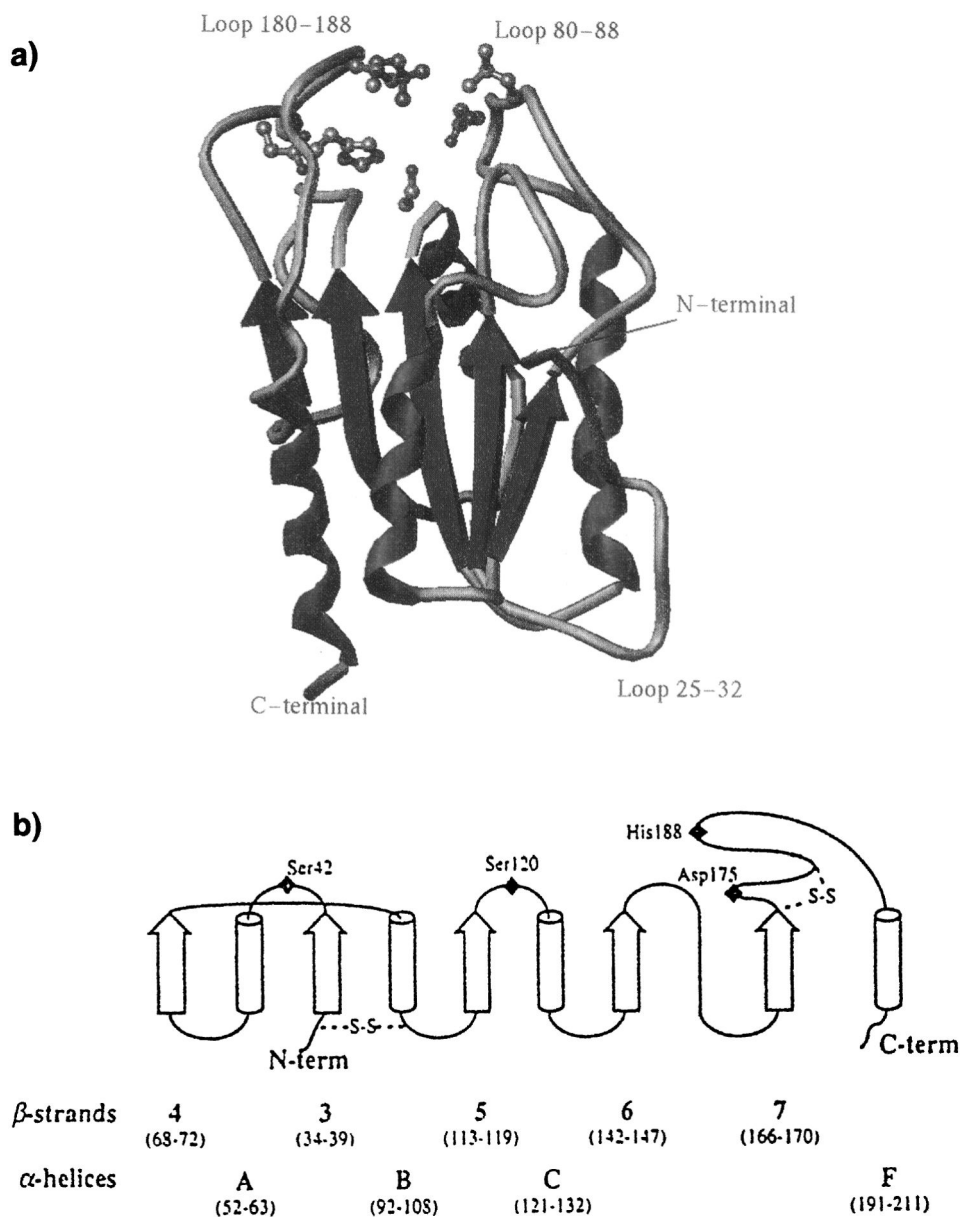 a)
Loop 180-188
Loop 80-88
N-terminal
Loop 25-32
C-terminal
b)
Ser42
Ser120
His188
Asp175
S-S
S-S
N-term
C-term
β-strands 4 3 5 6 7
(68-72) (34-39) (113-119) (142-147) (166-170)
α-helices A B C F
(52-63) (92-108) (121-132) (191-211)